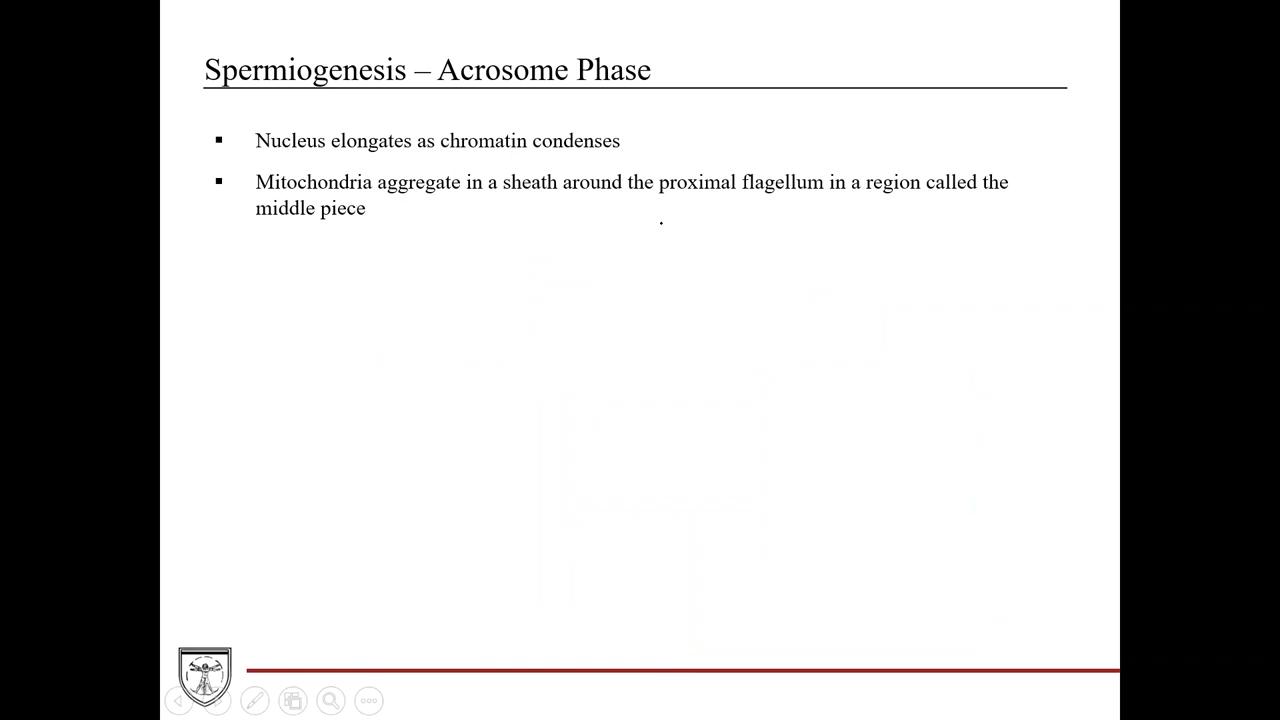 Spermiogenesis – Acrosome Phase
▪ Nucleus elongates as chromatin condenses
▪ Mitochondria aggregate in a sheath around the proximal flagellum in a region called the
middle piece